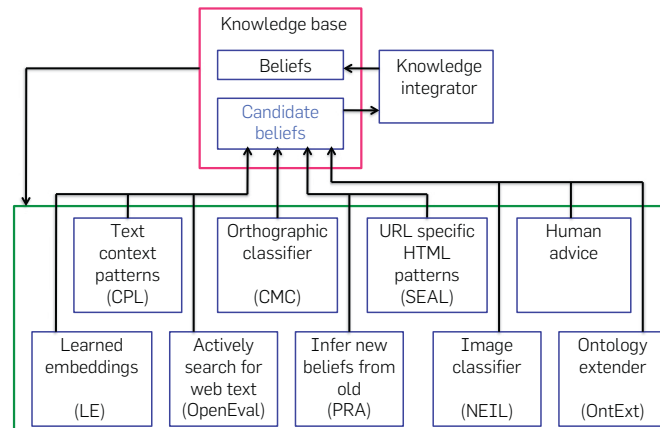 Knowledge base
Beliefs
Knowledge
integrator
Candidate
beliefs
Text
context
patterns
(CPL)
Orthographic
classifier
(CMC)
URL specific
HTML
patterns
(SEAL)
Human
advice
Learned
embeddings
(LE)
Actively
search for
web text
(OpenEval)
Infer new
beliefs from
old
(PRA)
Image
classifier
(NEIL)
Ontology
extender
(OntExt)